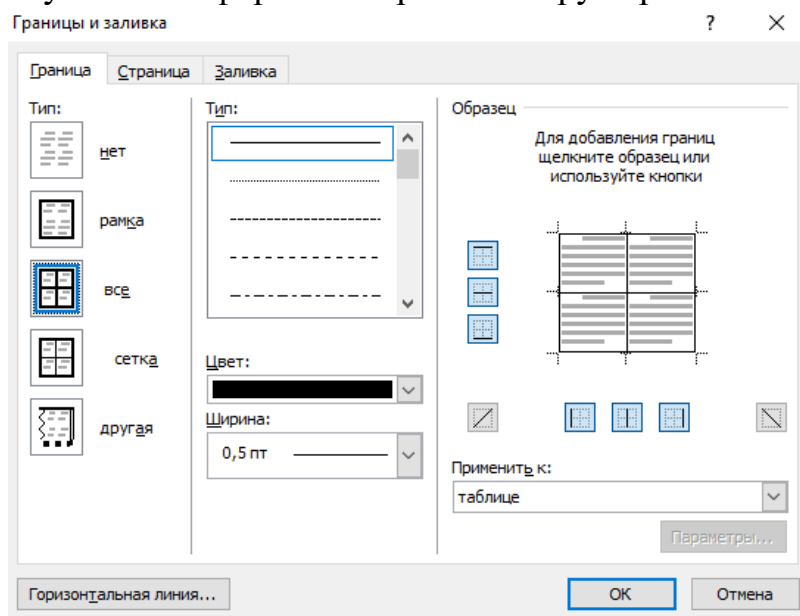 Границы и заливка
?
Граница Страница Заливка
Тип:
нет
рамка
все
сетка
другая
Тип:
Цвет:
Ширина:
0,5 пт
Образец
Для добавления границ
щелкните образец или
используйте кнопки
Применить к:
таблице
Параметры...
Горизонтальная линия...
ОК
Отмена